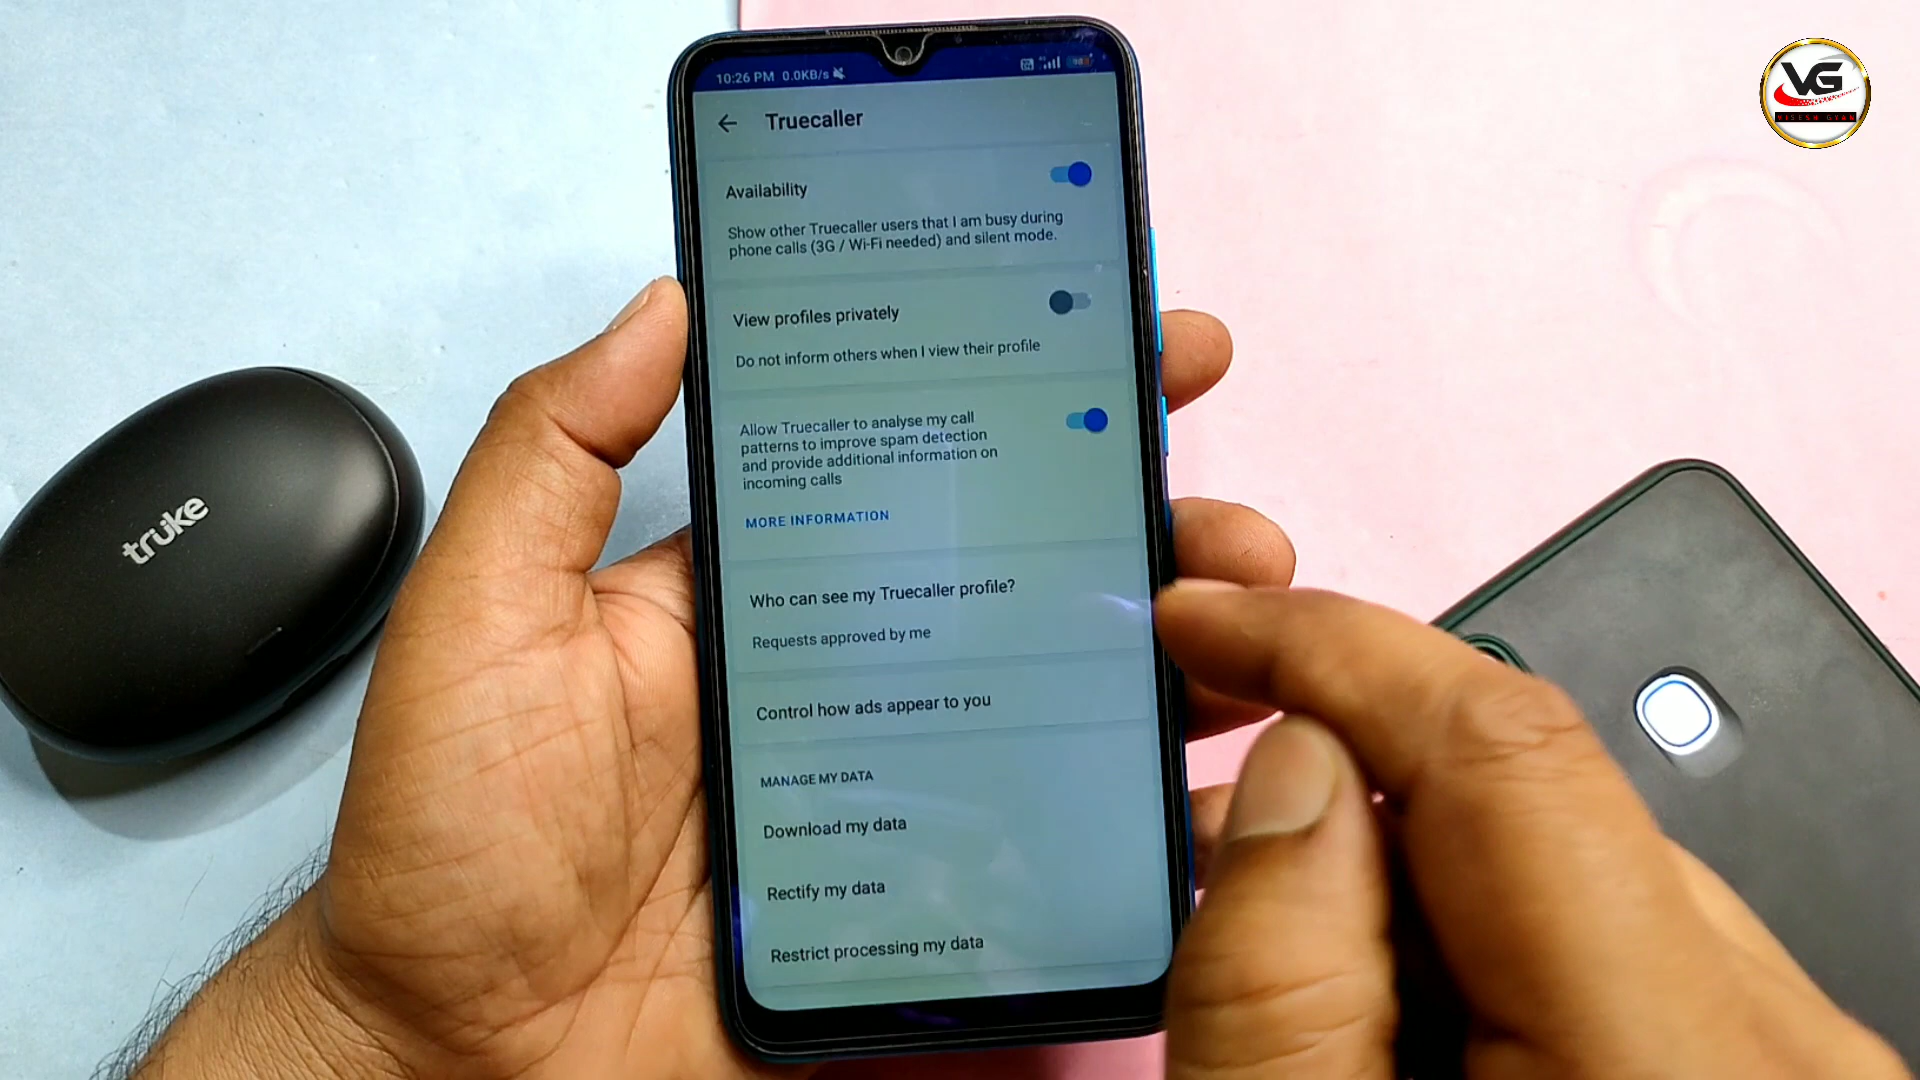 VG
VISESH GYAN
10:26 PM 0.0KB/s
Truecaller
Availability
Show other Truecaller users that I am busy during
phone calls (3G / Wi-Fi needed) and silent mode.
View profiles privately
Do not inform others when I view their profile
Allow Truecaller to analyse my call
patterns to improve spam detection
and provide additional information on
incoming calls
MORE INFORMATION
Who can see my Truecaller profile?
Requests approved by me
Control how ads appear to you
MANAGE MY DATA
Download my data
Rectify my data
Restrict processing my data
truke